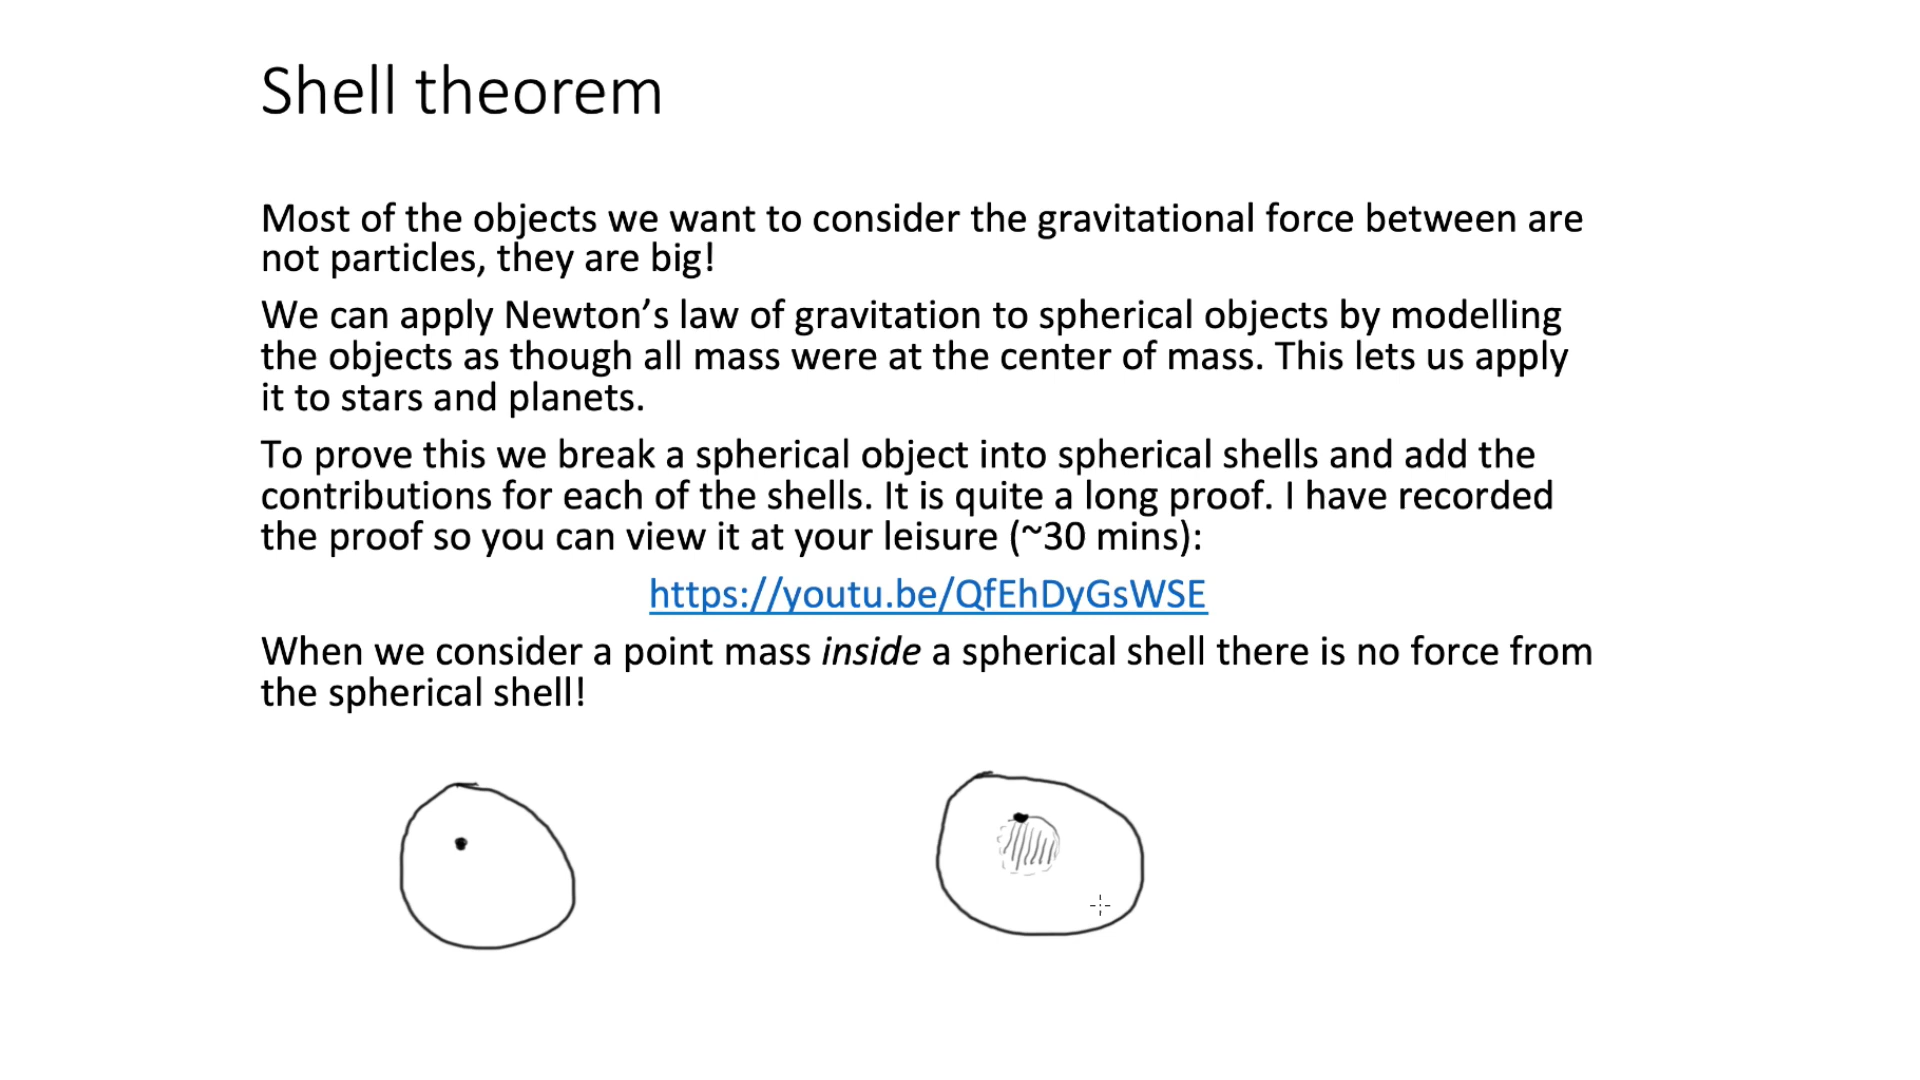 Shell theorem
Most of the objects we want to consider the gravitational force between are
not particles, they are big!
We can apply Newton’s law of gravitation to spherical objects by modelling
the objects as though all mass were at the center of mass. This lets us apply
it to stars and planets.
To prove this we break a spherical object into spherical shells and add the
contributions for each of the shells. It is quite a long proof. I have recorded
the proof so you can view it at your leisure (~30 mins):
https://youtu.be/QfEhDyGsWSE
When we consider a point mass inside a spherical shell there is no force from
the spherical shell!